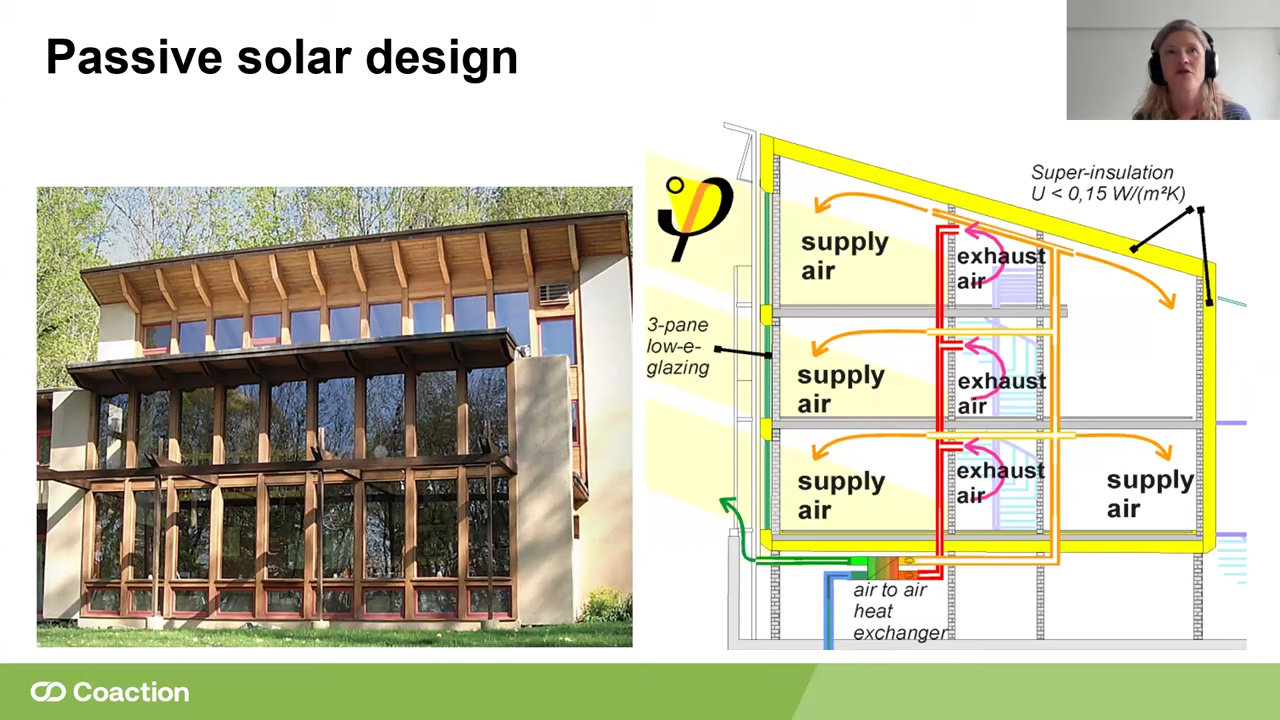 Passive solar design
Super-insulation
U < 0,15 W/(m²K)
supply
air
exhaust
air
3-pane
low-e-
glazing
supply
air
exhaust
air
supply
air
exhaust
air
supply
air
air to air
heat
exchanger
Coaction